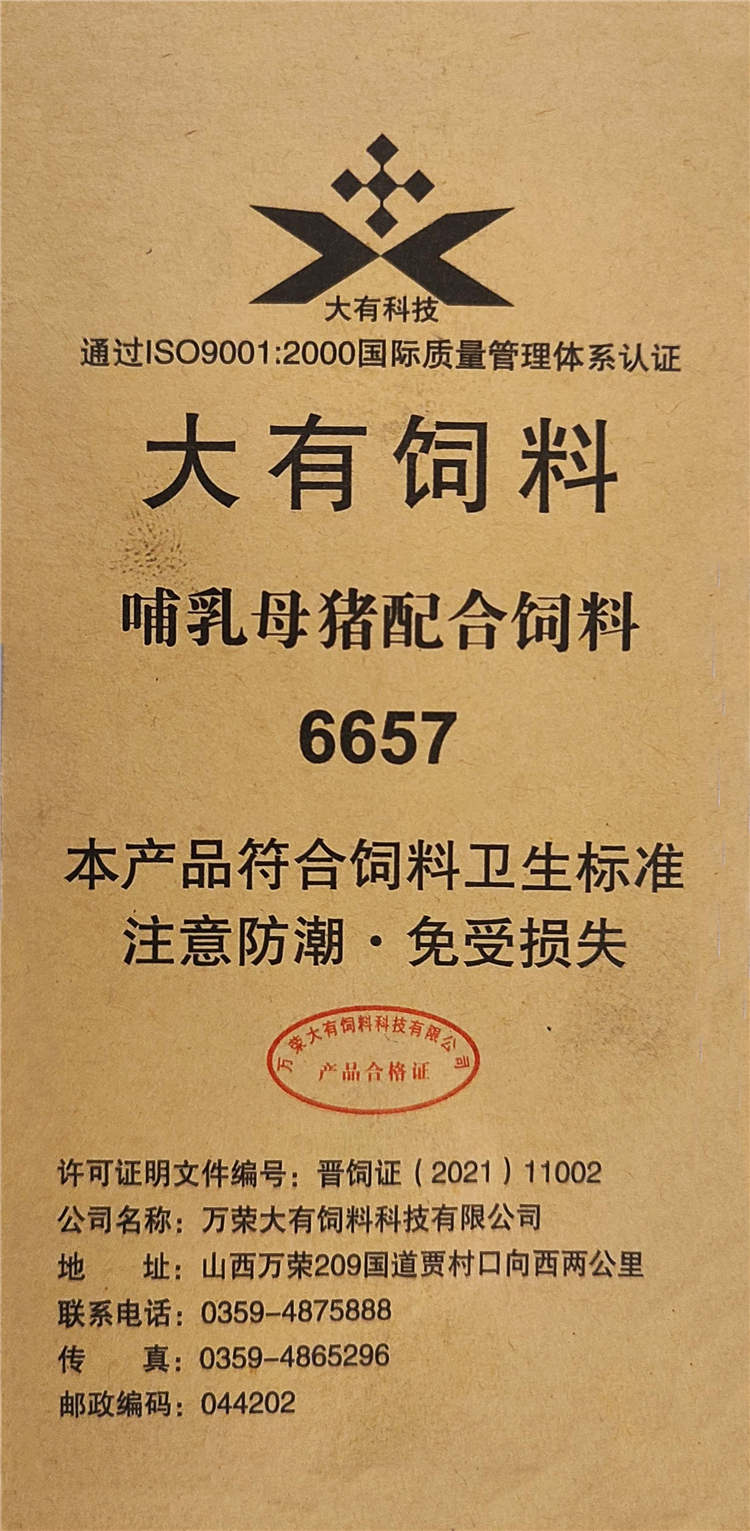 大有科技
通过ISO9001:2000国际质量管理体系认证
大有饲料
哺乳母猪配合饲料
6657
本产品符合饲料卫生标准
注意防潮·免受损失
万荣大有饲料科技有限公司
产品合格证
许可证明文件编号：晋饲证（2021）11002
公司名称：万荣大有饲料科技有限公司
地　　址：山西万荣209国道贾村口向西两公里
联系电话：0359-4875888
传　　真：0359-4865296
邮政编码：044202